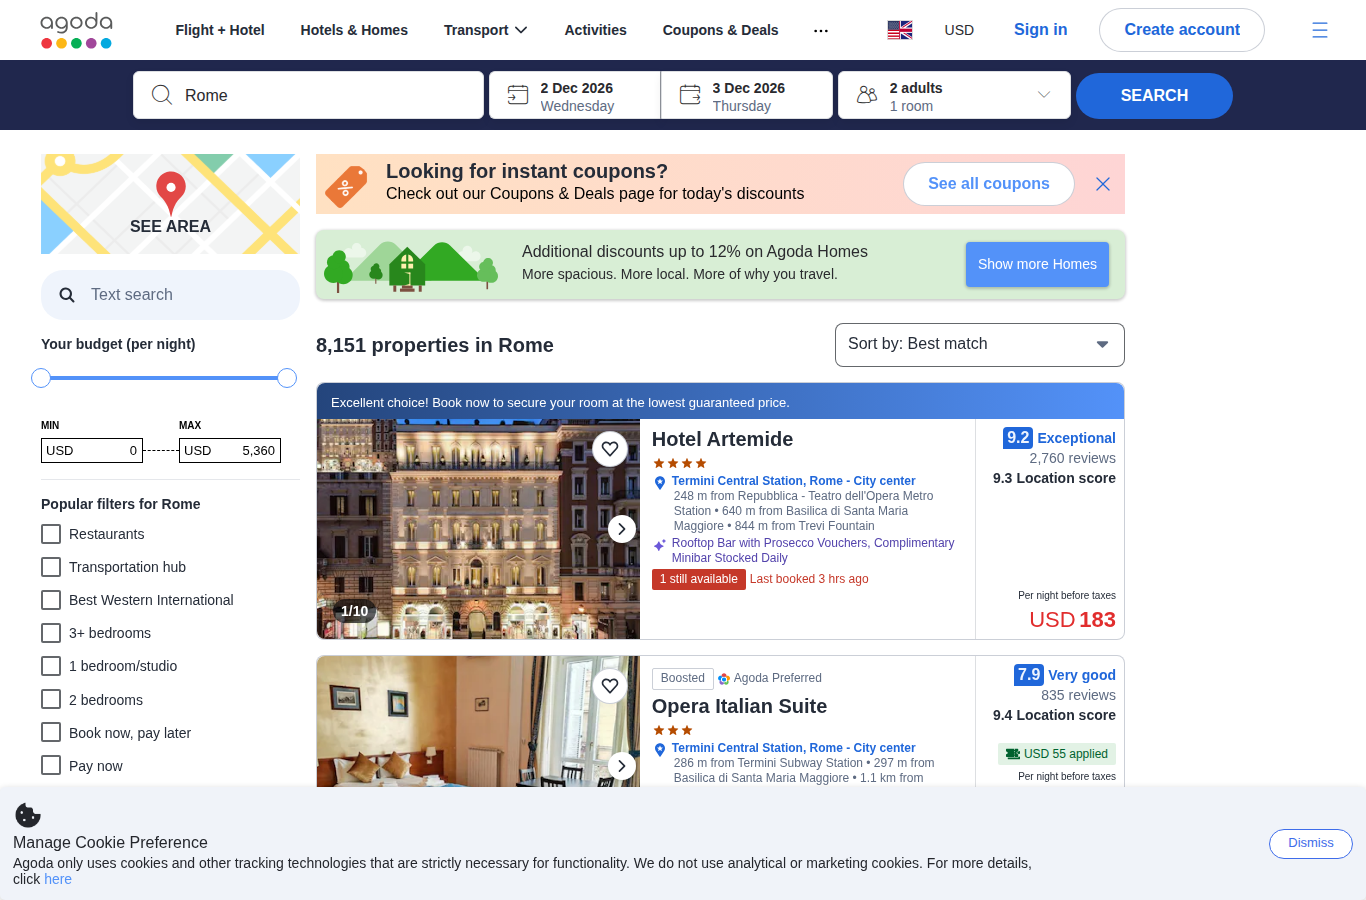 agoda
Flight + Hotel
Hotels & Homes
Transport
Activities
Coupons & Deals
...
USD
Sign in
Create account
Rome
2 Dec 2026
Wednesday
3 Dec 2026
Thursday
2 adults
1 room
SEARCH
SEE AREA
Text search
Your budget (per night)
MIN
MAX
USD 0
USD 5,360
Popular filters for Rome
Restaurants
Transportation hub
Best Western International
3+ bedrooms
1 bedroom/studio
2 bedrooms
Book now, pay later
Pay now
Looking for instant coupons?
Check out our Coupons & Deals page for today's discounts
See all coupons
Additional discounts up to 12% on Agoda Homes
More spacious. More local. More of why you travel.
Show more Homes
8,151 properties in Rome
Sort by: Best match
Excellent choice! Book now to secure your room at the lowest guaranteed price.
1/10
Hotel Artemide
Termini Central Station, Rome - City center
248 m from Repubblica - Teatro dell'Opera Metro
Station • 640 m from Basilica di Santa Maria
Maggiore • 844 m from Trevi Fountain
Rooftop Bar with Prosecco Vouchers, Complimentary
Minibar Stocked Daily
1 still available Last booked 3 hrs ago
9.2 Exceptional
2,760 reviews
9.3 Location score
Per night before taxes
USD 183
Boosted Agoda Preferred
Opera Italian Suite
Termini Central Station, Rome - City center
286 m from Termini Subway Station • 297 m from
Basilica di Santa Maria Maggiore • 1.1 km from
7.9 Very good
835 reviews
9.4 Location score
USD 55 applied
Per night before taxes
Manage Cookie Preference
Agoda only uses cookies and other tracking technologies that are strictly necessary for functionality. We do not use analytical or marketing cookies. For more details,
click here
Dismiss